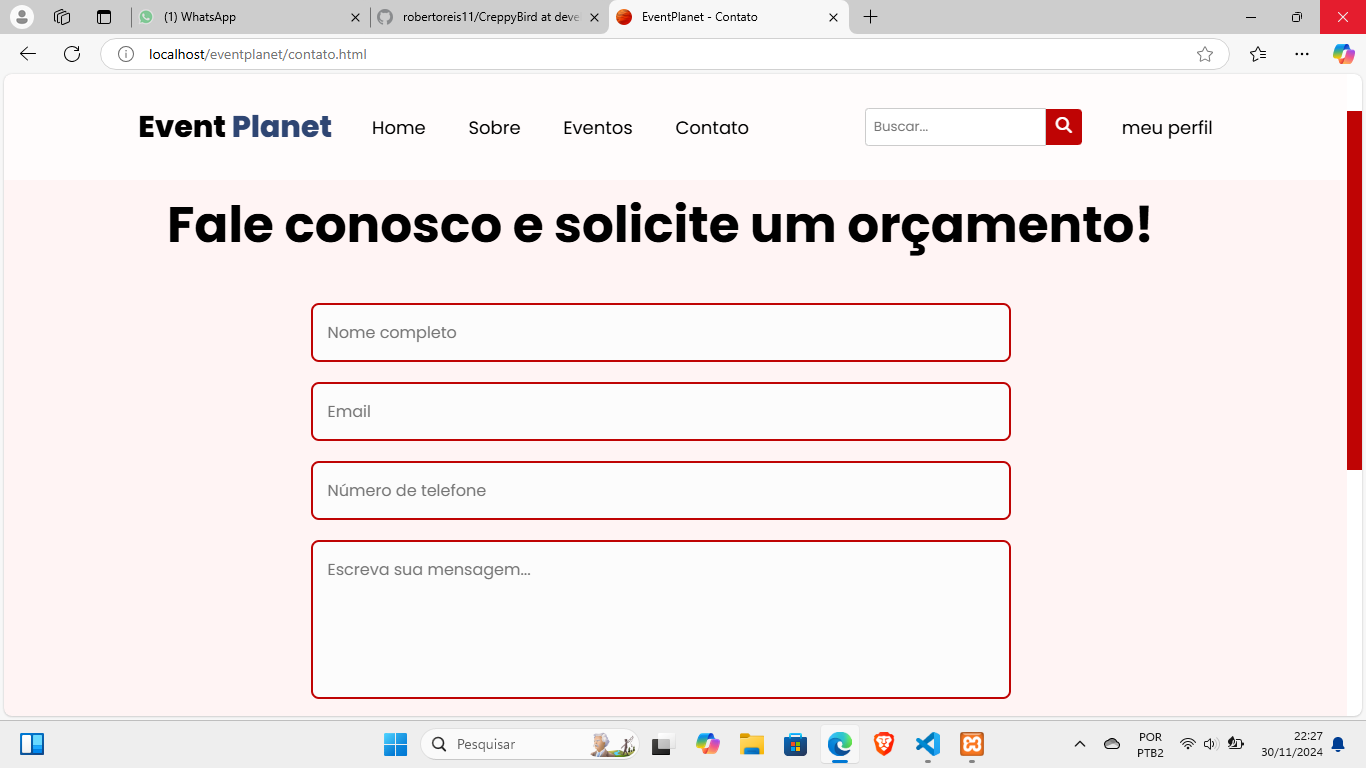 (1) WhatsApp
robertoreis11/CreppyBird at deve
EventPlanet - Contato
localhost/eventplanet/contato.html
Event Planet
Home
Sobre
Eventos
Contato
Buscar...
meu perfil
Fale conosco e solicite um orçamento!
Nome completo
Email
Número de telefone
Escreva sua mensagem...
Pesquisar
POR
PTB2
22:27
30/11/2024